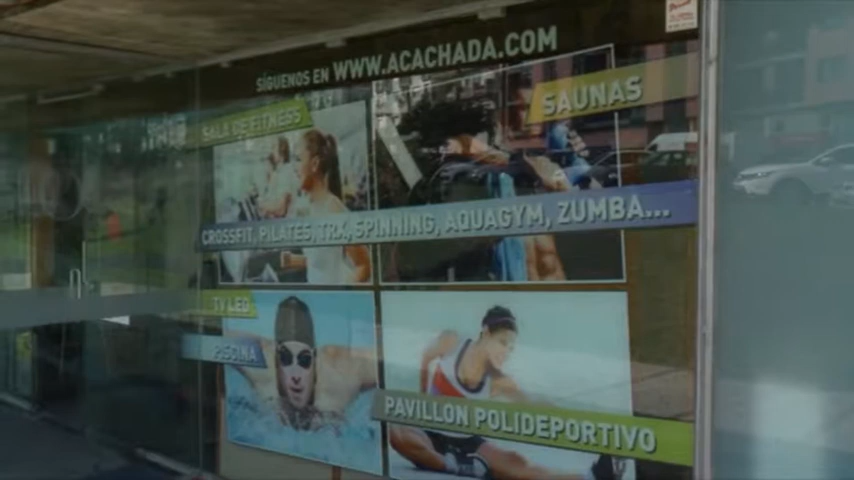 SÍGUENOS EN WWW.ACACHADA.COM
SALA DE FITNESS
SAUNAS
CROSSFIT, PILATES, TRX, SPINNING, AQUAGYM, ZUMBA...
TV LED
PISCINA
PAVILLON POLIDEPORTIVO